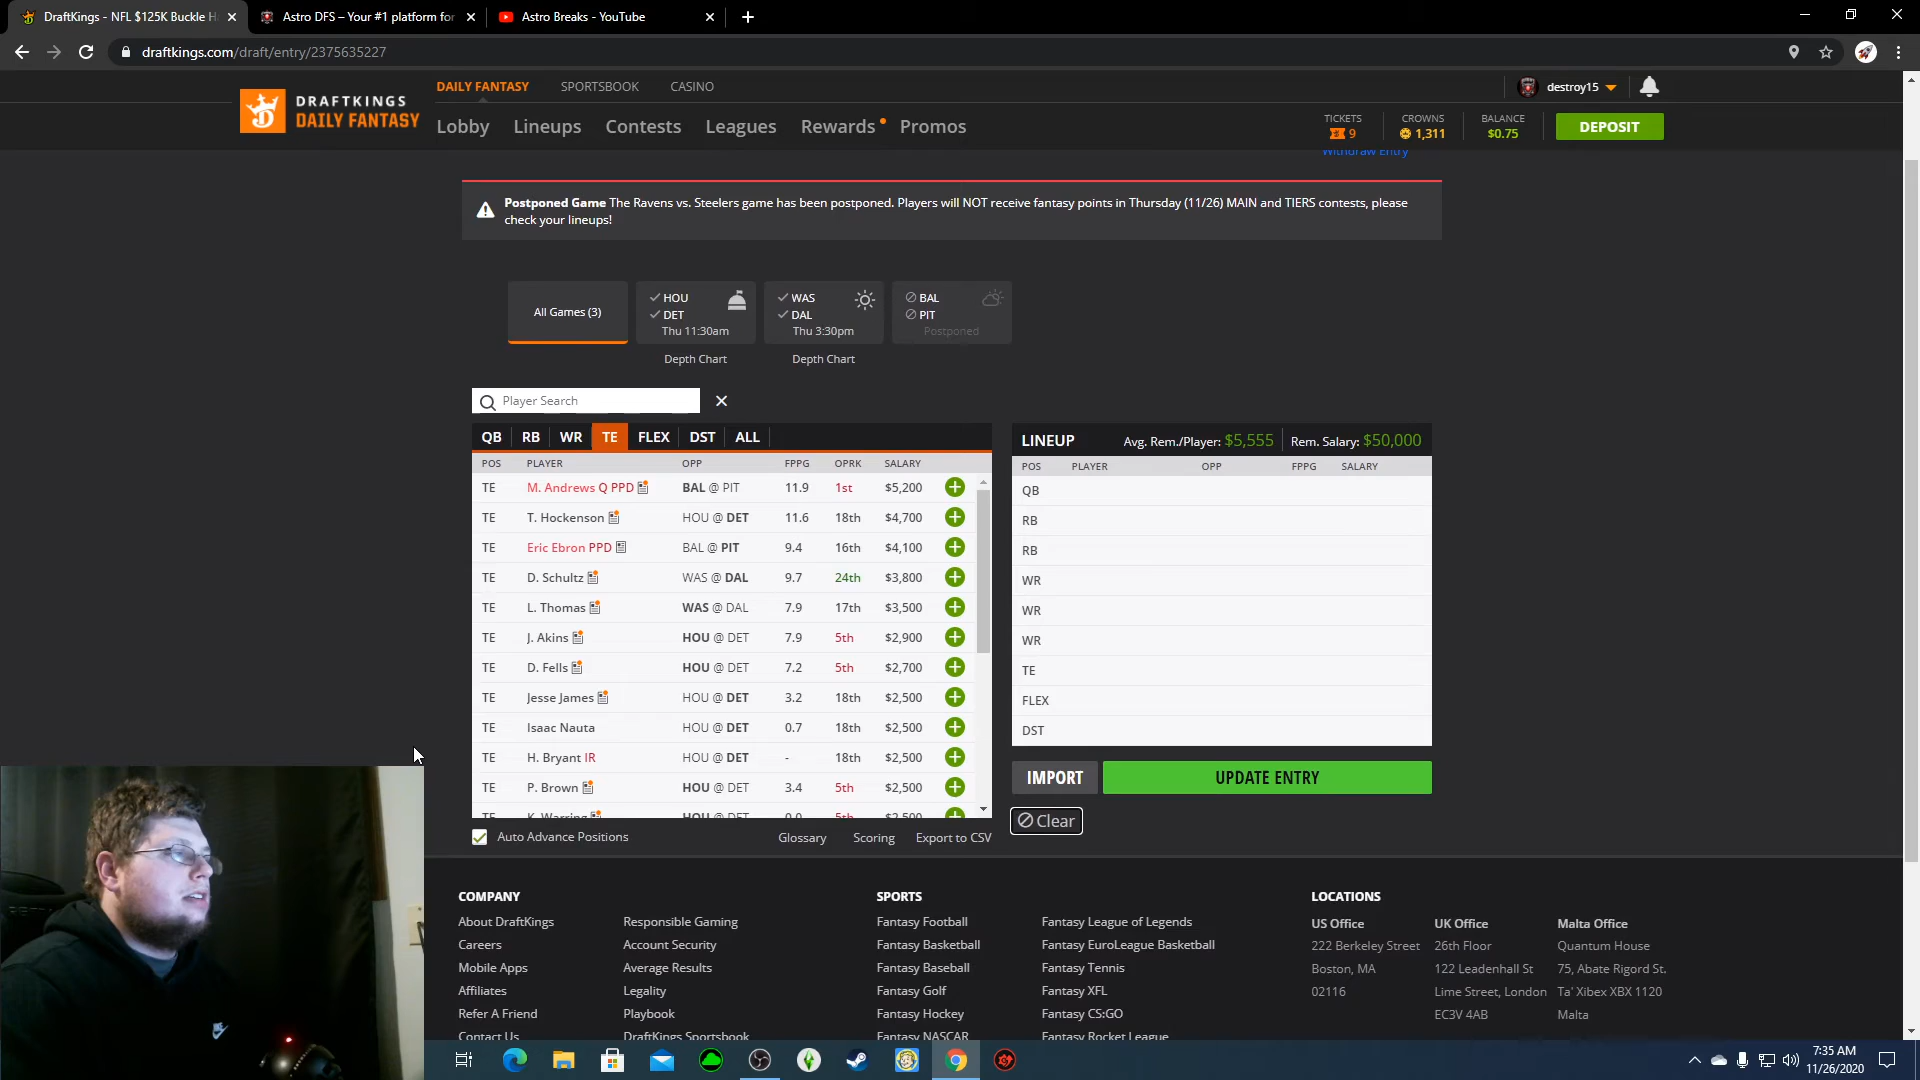 DraftKings - NFL $125K Buckle H
Astro DFS – Your #1 platform for
Astro Breaks - YouTube
draftkings.com/draft/entry/2375635227
DAILY FANTASY
SPORTSBOOK
CASINO
destroy15
DRAFTKINGS
DAILY FANTASY
Lobby
Lineups
Contests
Leagues
Rewards
Promos
TICKETS
9
CROWNS
1,311
BALANCE
$0.75
DEPOSIT
Withdraw Entry
Postponed Game The Ravens vs. Steelers game has been postponed. Players will NOT receive fantasy points in Thursday (11/26) MAIN and TIERS contests, please
check your lineups!
All Games (3)
HOU
DET
Thu 11:30am
Depth Chart
WAS
DAL
Thu 3:30pm
Depth Chart
BAL
PIT
Postponed
Player Search
QB RB WR TE FLEX DST ALL
POS PLAYER OPP FPPG OPRK SALARY
TE M. Andrews Q PPD BAL @ PIT 11.9 1st $5,200
TE T. Hockenson HOU @ DET 11.6 18th $4,700
TE Eric Ebron PPD BAL @ PIT 9.4 16th $4,100
TE D. Schultz WAS @ DAL 9.7 24th $3,800
TE L. Thomas WAS @ DAL 7.9 17th $3,500
TE J. Akins HOU @ DET 7.9 5th $2,900
TE D. Fells HOU @ DET 7.2 5th $2,700
TE Jesse James HOU @ DET 3.2 18th $2,500
TE Isaac Nauta HOU @ DET 0.7 18th $2,500
TE H. Bryant IR HOU @ DET - 18th $2,500
TE P. Brown HOU @ DET 3.4 5th $2,500
TE K. Warring HOU @ DET 0.0 5th $2,500
Auto Advance Positions
Glossary
Scoring
Export to CSV
LINEUP
Avg. Rem./Player: $5,555
Rem. Salary: $50,000
POS PLAYER OPP FPPG SALARY
QB
RB
RB
WR
WR
WR
TE
FLEX
DST
IMPORT
UPDATE ENTRY
Clear
COMPANY
About DraftKings
Careers
Mobile Apps
Affiliates
Refer A Friend
Contact Us
Responsible Gaming
Account Security
Average Results
Legality
Playbook
DraftKings Sportsbook
SPORTS
Fantasy Football
Fantasy Basketball
Fantasy Baseball
Fantasy Golf
Fantasy Hockey
Fantasy NASCAR
Fantasy League of Legends
Fantasy EuroLeague Basketball
Fantasy Tennis
Fantasy XFL
Fantasy CS:GO
Fantasy Rocket League
LOCATIONS
US Office
222 Berkeley Street
Boston, MA
02116
UK Office
26th Floor
122 Leadenhall St
Lime Street, London
EC3V 4AB
Malta Office
Quantum House
75, Abate Rigord St.
Ta' Xibex XBX 1120
Malta
7:35 AM
11/26/2020